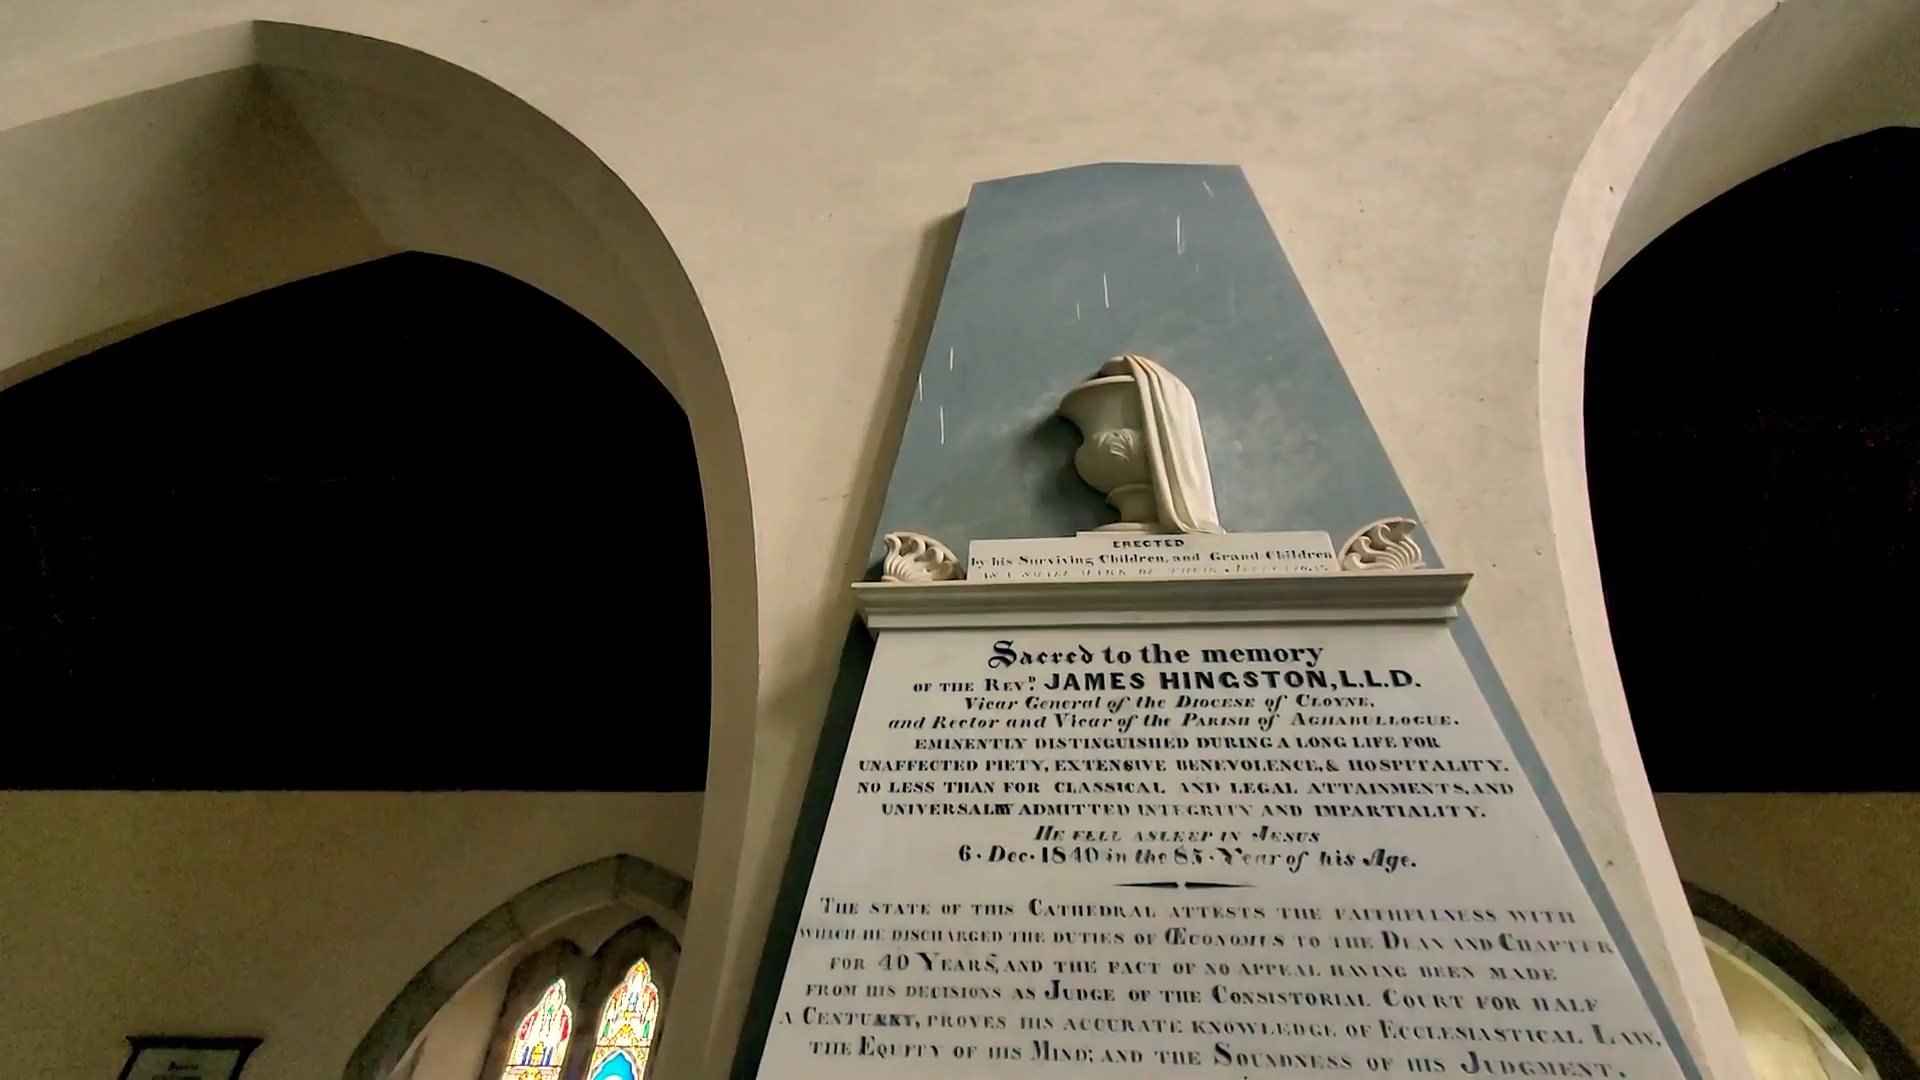 ERECTED
by his Surviving Children, and Grand Children
AS A SMALL MARK OF THEIR AFFECTION.
Sacred to the memory
OF THE REVD. JAMES HINGSTON, L.L.D.
Vicar General of the DIOCESE of CLOYNE,
and Rector and Vicar of the PARISH of AGHABULLOGUE.
EMINENTLY DISTINGUISHED DURING A LONG LIFE FOR
UNAFFECTED PIETY, EXTENSIVE BENEVOLENCE, & HOSPITALITY.
NO LESS THAN FOR CLASSICAL AND LEGAL ATTAINMENTS, AND
UNIVERSALLY ADMITTED INTEGRITY AND IMPARTIALITY.
HE FELL ASLEEP IN JESUS
6. Dec. 1840 in the 85. Year of his Age.
THE STATE OF THIS CATHEDRAL ATTESTS THE FAITHFULNESS WITH
WHICH HE DISCHARGED THE DUTIES OF ŒCONOMUS TO THE DEAN AND CHAPTER
FOR 40 YEARS, AND THE FACT OF NO APPEAL HAVING BEEN MADE
FROM HIS DECISIONS AS JUDGE OF THE CONSISTORIAL COURT FOR HALF
A CENTURY, PROVES HIS ACCURATE KNOWLEDGE OF ECCLESIASTICAL LAW,
THE EQUITY OF HIS MIND; AND THE SOUNDNESS OF HIS JUDGMENT.